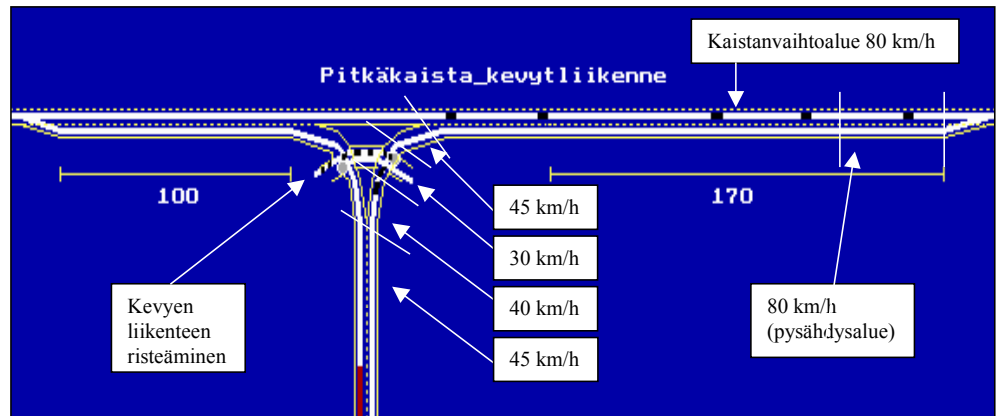 Kaistanvaihtoalue 80 km/h
Pitkäkaista_kevytliikenne
100
170
45 km/h
30 km/h
40 km/h
45 km/h
Kevyen
liikenteen
risteäminen
80 km/h
(pysähdysalue)